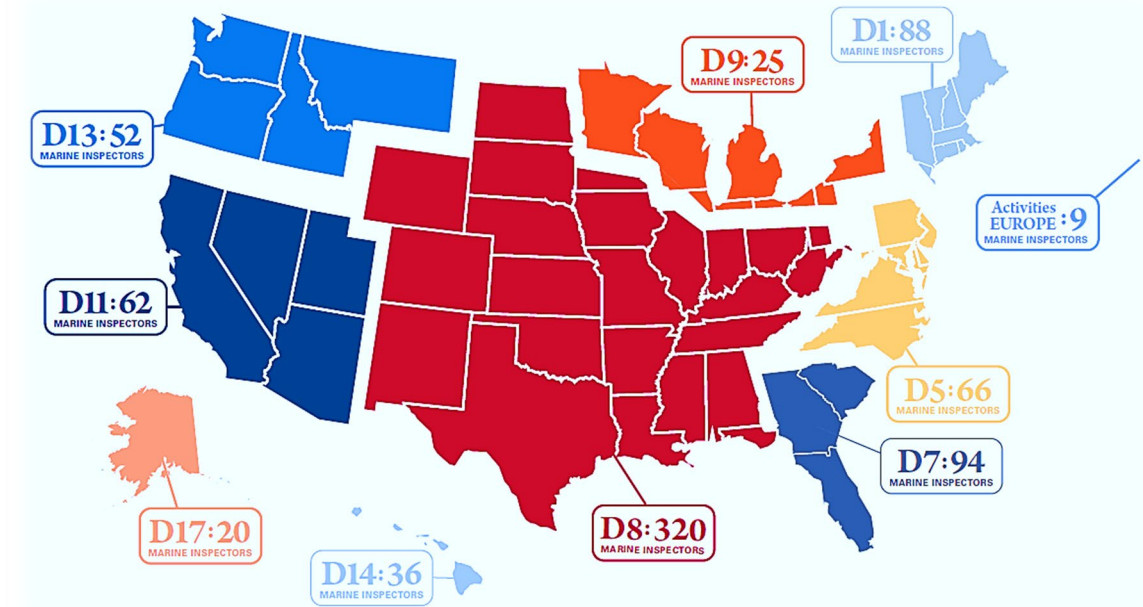 D1:88
MARINE INSPECTORS
D9:25
MARINE INSPECTORS
D13:52
MARINE INSPECTORS
Activities
EUROPE :9
MARINE INSPECTORS
D11:62
MARINE INSPECTORS
D5:66
MARINE INSPECTORS
D7:94
MARINE INSPECTORS
D17:20
MARINE INSPECTORS
D8:320
MARINE INSPECTORS
D14:36
MARINE INSPECTORS